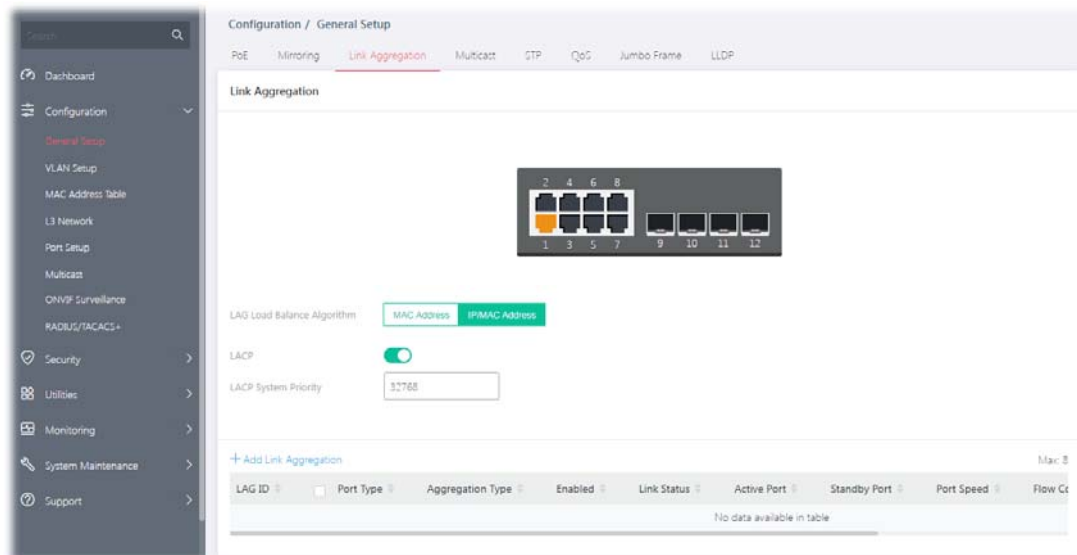 Search
Dashboard
Configuration
General Setup
VLAN Setup
MAC Address Table
L3 Network
Port Setup
Multicast
ONVIF Surveillance
RADIUS/TACACS+
Security
Utilities
Monitoring
System Maintenance
Support
Configuration / General Setup
PoE Mirroring Link Aggregation Multicast STP QoS Jumbo Frame LLDP
Link Aggregation
2 4 6 8
1 3 5 7 9 10 11 12
LAG Load Balance Algorithm MAC Address IP/MAC Address
LACP
LACP System Priority 32768
+ Add Link Aggregation Max: 8
LAG ID Port Type Aggregation Type Enabled Link Status Active Port Standby Port Port Speed Flow Co
No data available in table